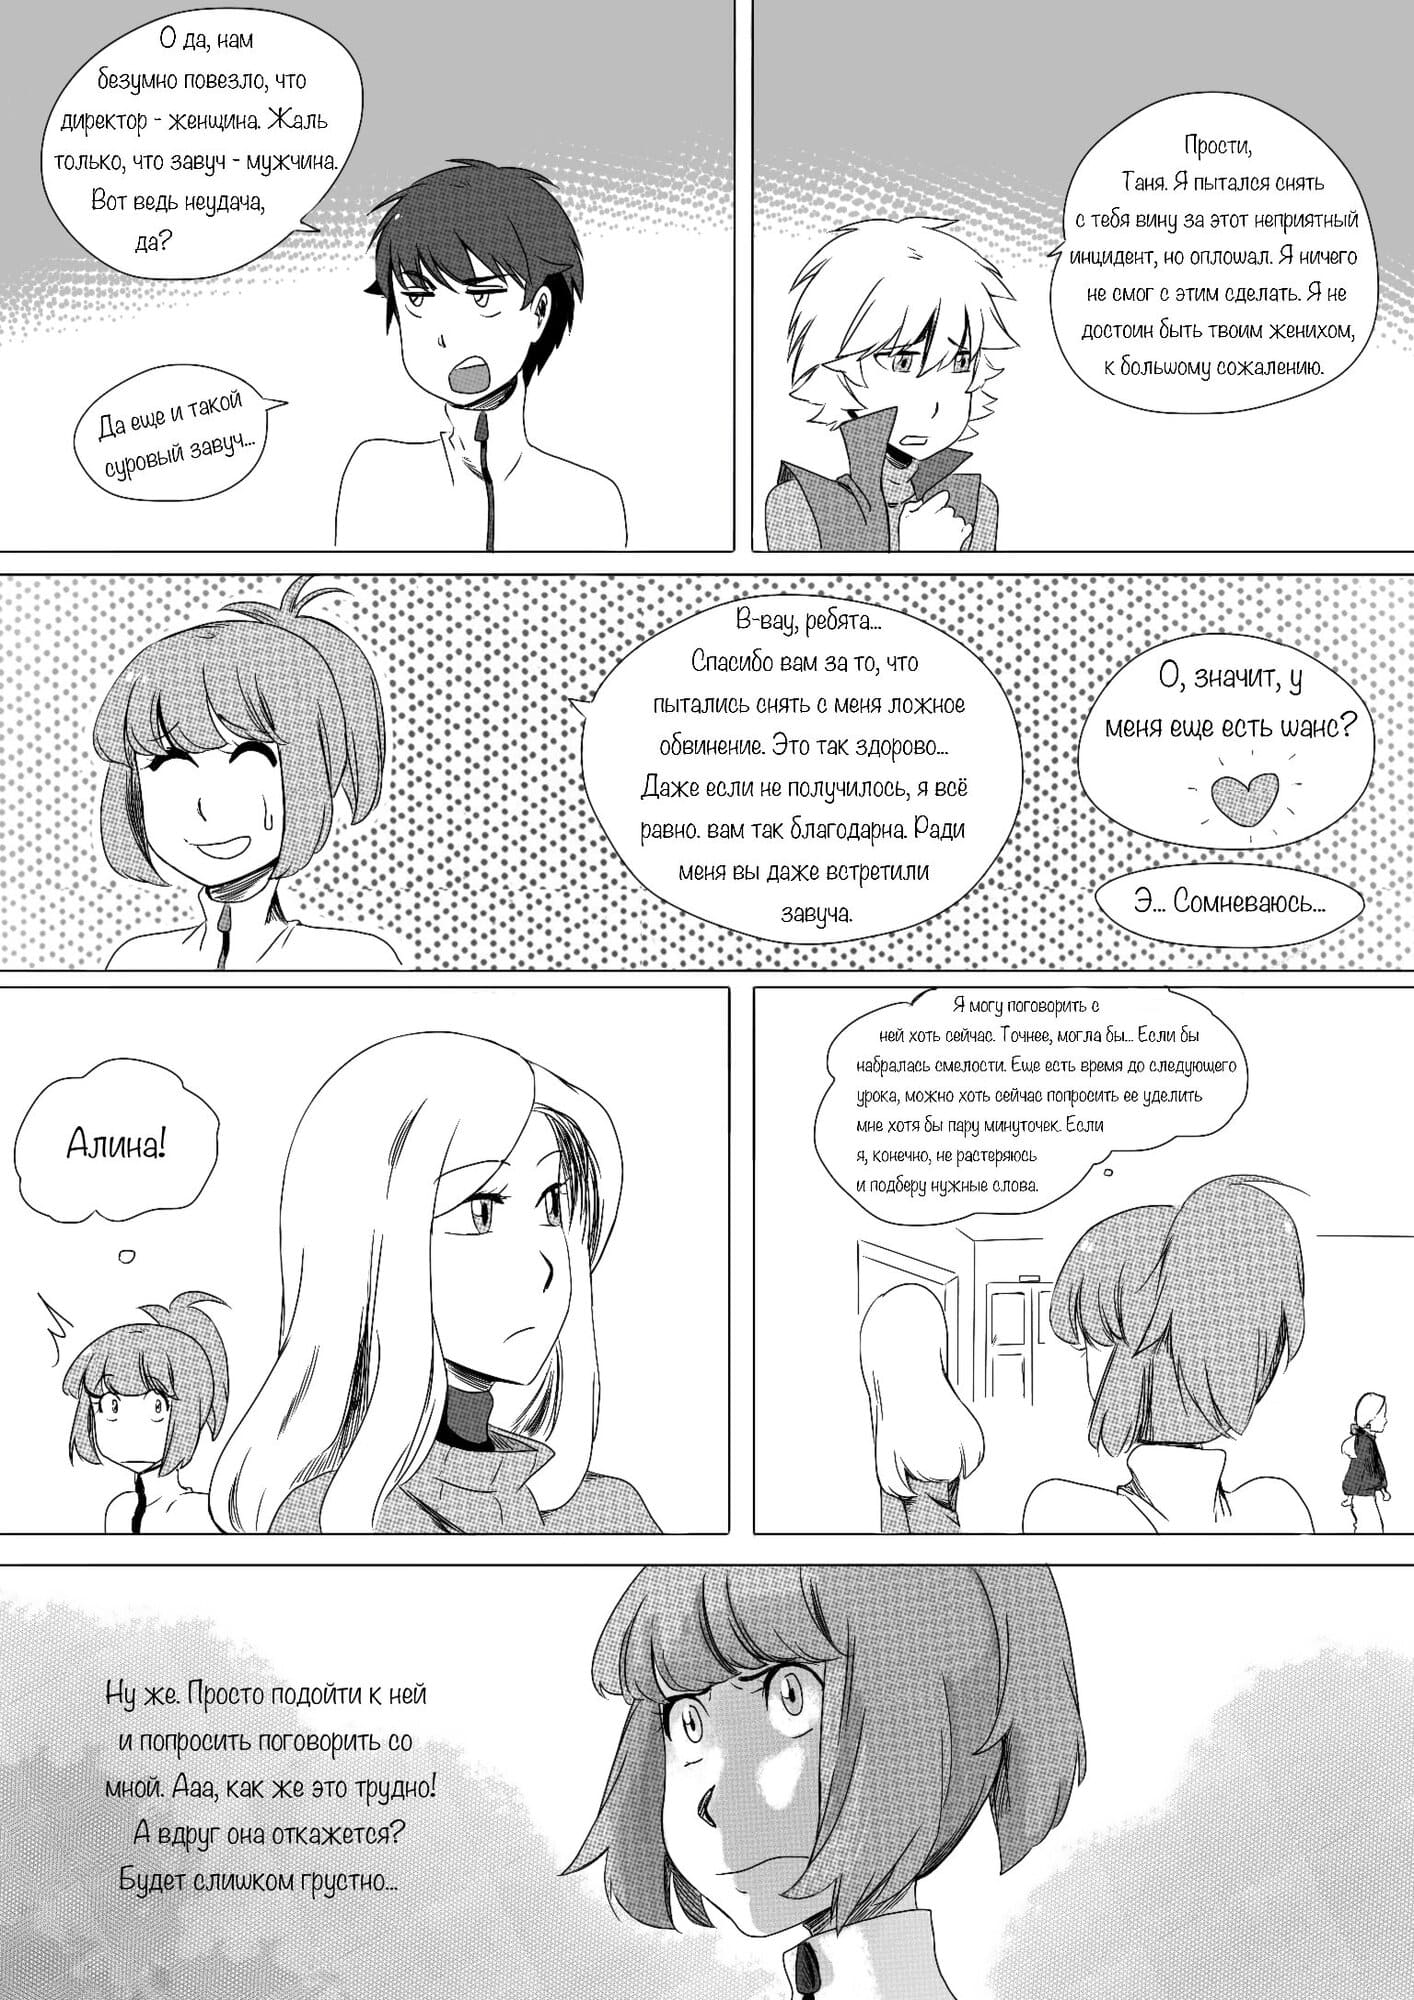 О да, нам
безумно повезло, что
директор - женщина. Жаль
только, что завуч - мужчина.
Вот ведь неудача,
да?
Да еще и такой
суровый завуч...
Прости,
Таня. Я пытался снять
с тебя вину за этот неприятный
инцидент, но оплошал. Я ничего
не смог с этим сделать. Я не
достоин быть твоим женихом,
к большому сожалению.
В-вау, ребята...
Спасибо вам за то, что
пытались снять с меня ложное
обвинение. Это так здорово...
Даже если не получилось, я всё
равно. вам так благодарна. Ради
меня вы даже встретили
завуча.
О, значит, у
меня еще есть шанс?
Э... Сомневаюсь...
Алина!
Я могу поговорить с
ней хоть сейчас. Точнее, могла бы... Если бы
набралась смелости. Еще есть время до следующего
урока, можно хоть сейчас попросить ее уделить
мне хотя бы пару минуточек. Если
я, конечно, не растеряюсь
и подберу нужные слова.
Ну же. Просто подойти к ней
и попросить поговорить со
мной. Ааа, как же это трудно!
А вдруг она откажется?
Будет слишком грустно...